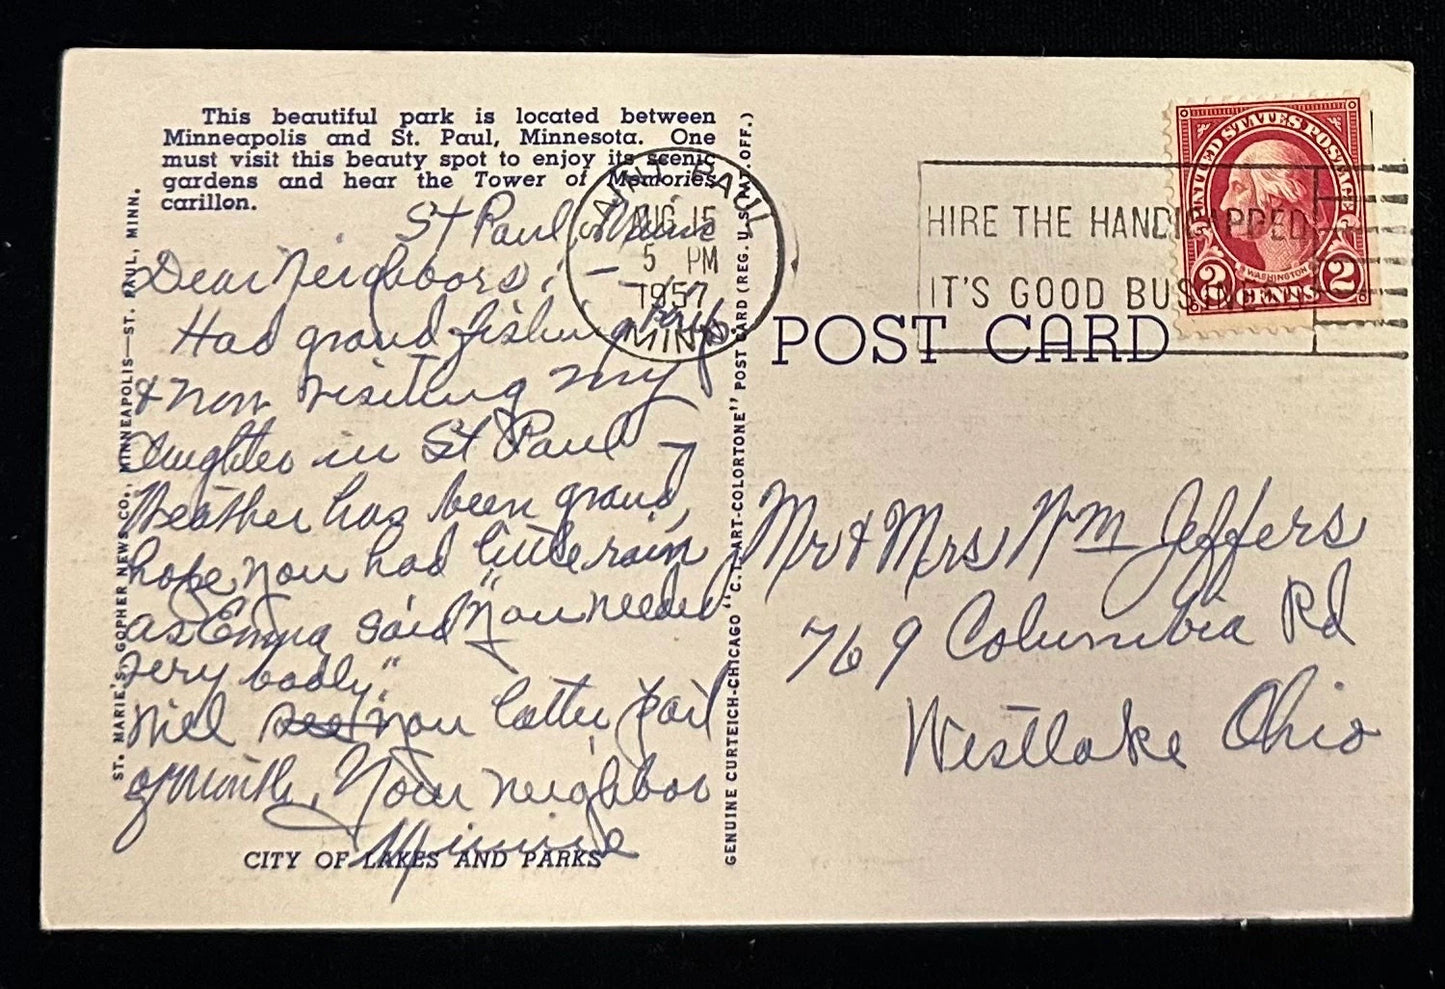 This beautiful park is located between
Minneapolis and St. Paul, Minnesota. One
must visit this beauty spot to enjoy its scenic
gardens and hear the Tower of Memories
carillon.
St Paul, Minn
Dear Neighbors: —
Had grand fishing trip
& now visiting my
daughter in St Paul
Weather has been grand,
hope you had little rain
as Emma said "you needed
very badly."
Will see you latter part
of month, Your neighbor
Minnie
CITY OF LAKES AND PARKS
ST. MARIE'S GOPHER NEWS CO., MINNEAPOLIS—ST. PAUL, MINN.
GENUINE CURTEICH-CHICAGO "C.T. ART-COLORTONE" POST CARD (REG. U.S. PAT. OFF.)
SAINT PAUL
AUG 15
5 PM
1957
MINN
HIRE THE HANDICAPPED
IT'S GOOD BUSINESS
UNITED STATES POSTAGE
WASHINGTON
2 CENTS 2
POST CARD
Mr & Mrs Wm Jeffers
769 Columbia Rd
Westlake Ohio